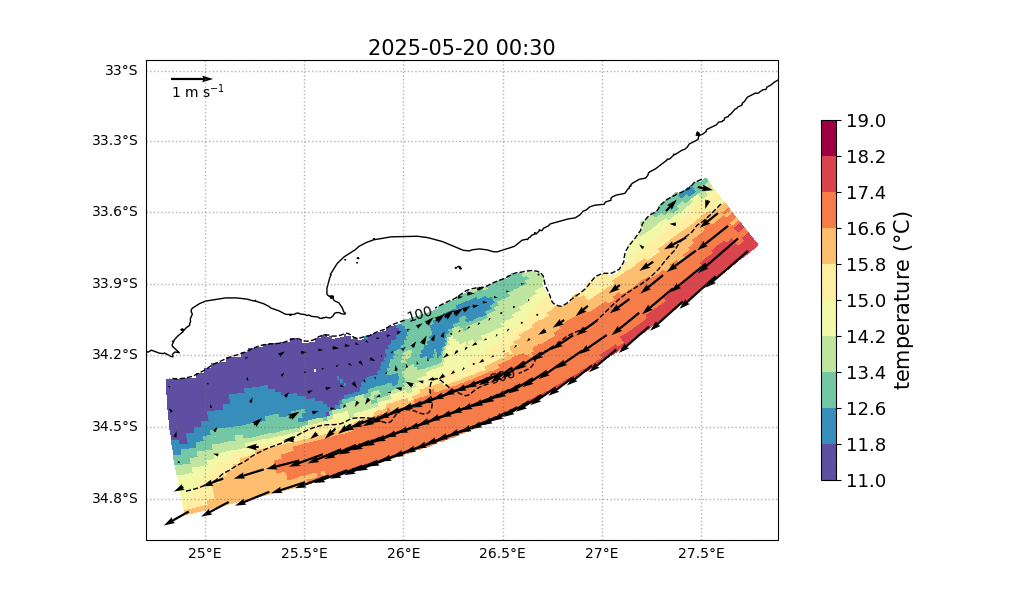 2025-05-20 00:30
1 m s⁻¹
33°S
33.3°S
33.6°S
33.9°S
34.2°S
34.5°S
34.8°S
25°E
25.5°E
26°E
26.5°E
27°E
27.5°E
100
19.0
18.2
17.4
16.6
15.8
15.0
14.2
13.4
12.6
11.8
11.0
temperature (°C)